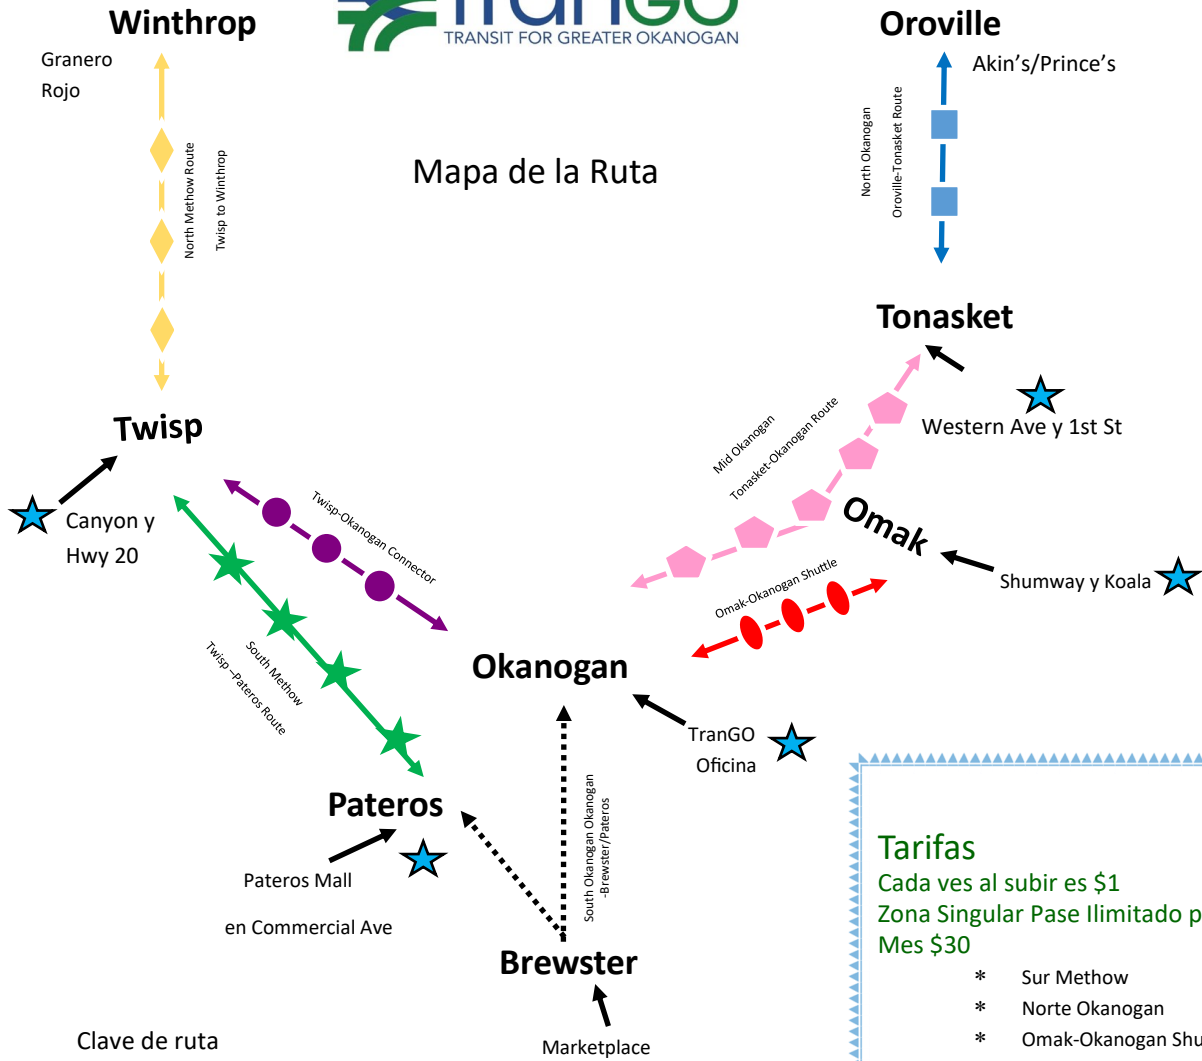 TranGO
TRANSIT FOR GREATER OKANOGAN
Winthrop
Granero
Rojo
North Methow Route
Twisp to Winthrop
Mapa de la Ruta
Oroville
Akin's/Prince's
North Okanogan
Oroville-Tonasket Route
Tonasket
Western Ave y 1st St
Mid Okanogan
Tonasket-Okanogan Route
Twisp
Canyon y
Hwy 20
Twisp-Okanogan Connector
South Methow
Twisp –Pateros Route
Omak
Shumway y Koala
Omak-Okanogan Shuttle
Okanogan
TranGO
Oficina
South Okanogan Okanogan
-Brewster/Pateros
Pateros
Pateros Mall
en Commercial Ave
Brewster
Marketplace
Clave de ruta
Tarifas
Cada ves al subir es $1
Zona Singular Pase Ilimitado p
Mes $30
* Sur Methow
* Norte Okanogan
* Omak-Okanogan Shu